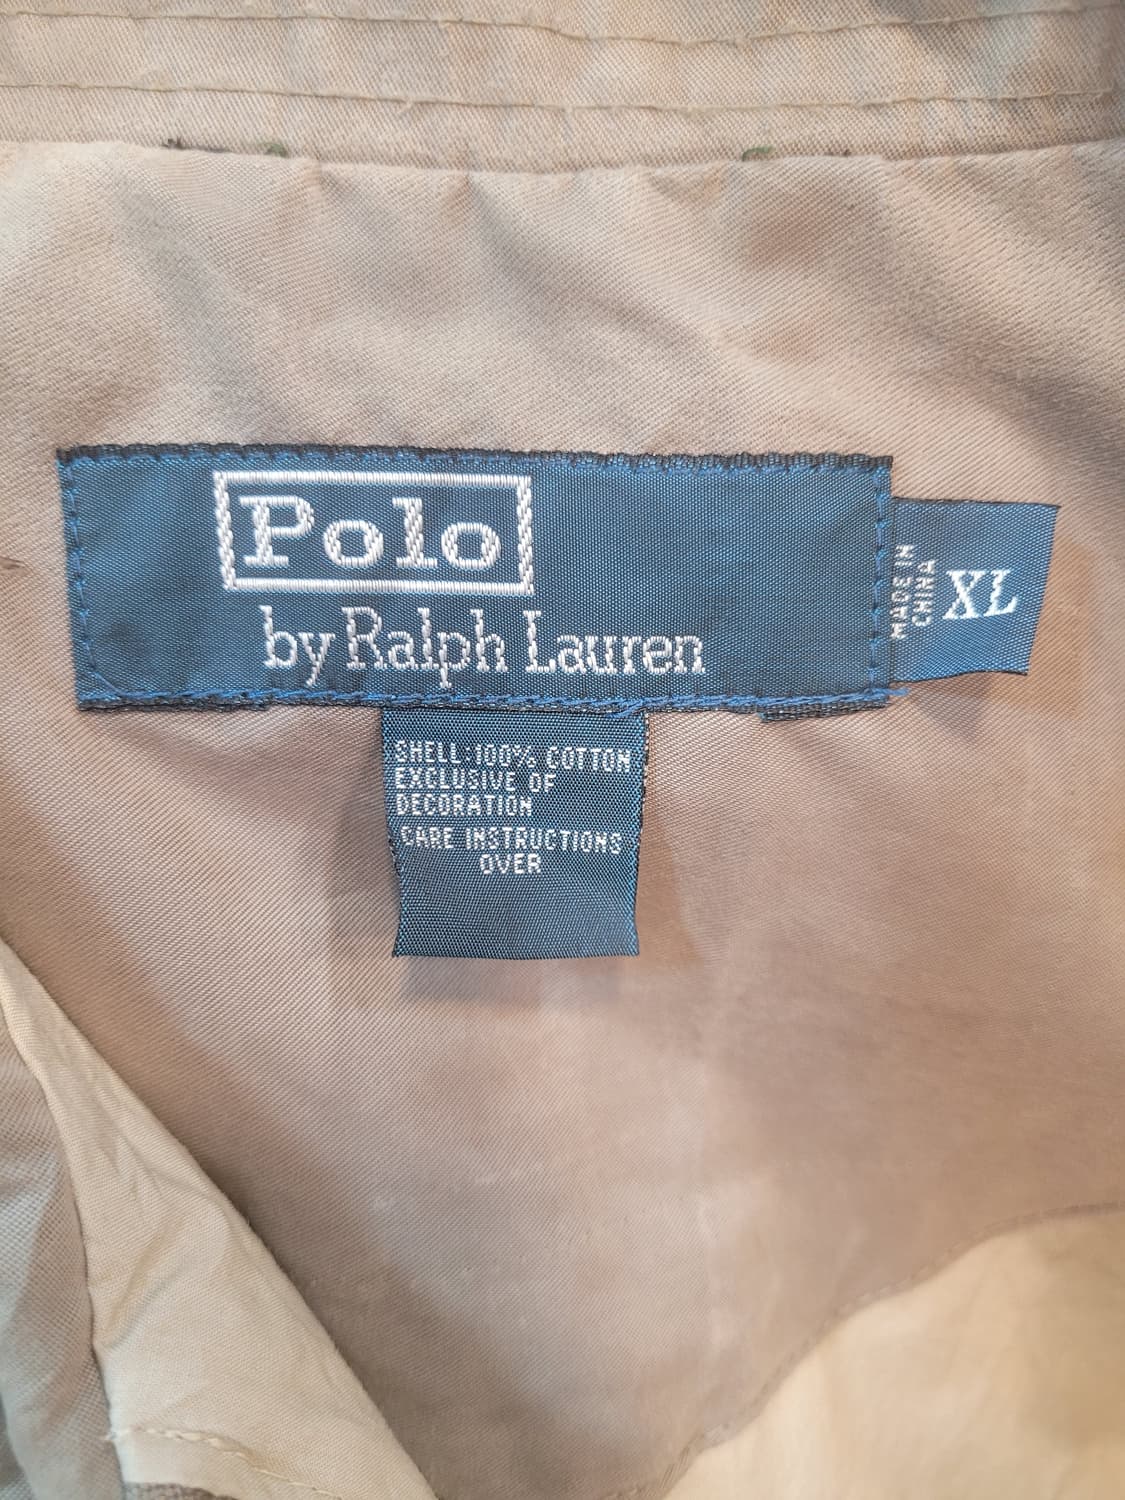 Polo
by Ralph Lauren
MADE IN
CHINA
XL
SHELL:100% COTTON
EXCLUSIVE OF
DECORATION
CARE INSTRUCTIONS
OVER